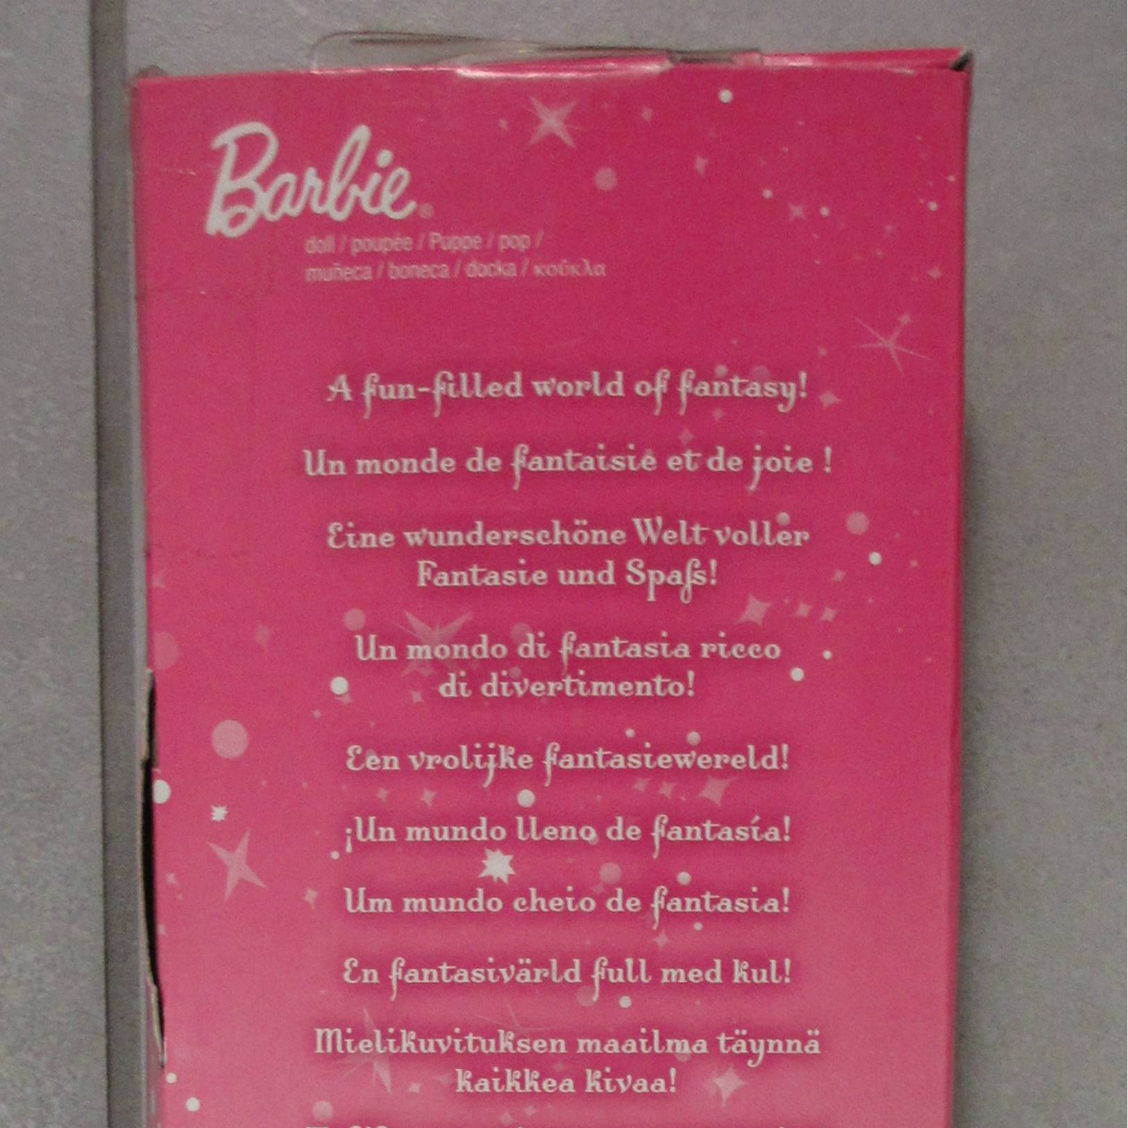 Barbie®
doll / poupée / Puppe / pop /
muñeca / boneca / docka / κούκλα
A fun-filled world of fantasy!
Un monde de fantaisie et de joie !
Eine wunderschöne Welt voller
Fantasie und Spaß!
Un mondo di fantasia ricco
di divertimento!
Een vrolijke fantasiewereld!
¡Un mundo lleno de fantasía!
Um mundo cheio de fantasia!
En fantasivärld full med kul!
Mielikuvituksen maailma täynnä
kaikkea kivaa!